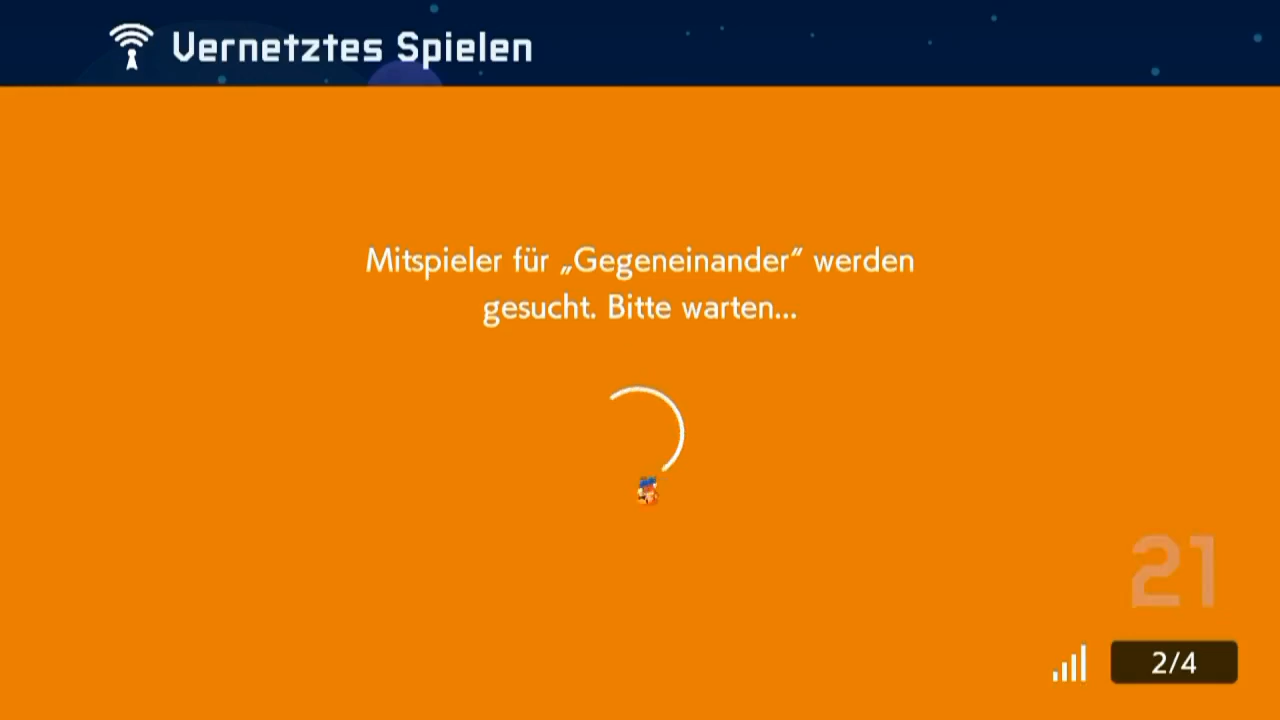 Vernetztes Spielen
Mitspieler für „Gegeneinander“ werden
gesucht. Bitte warten...
21
2/4